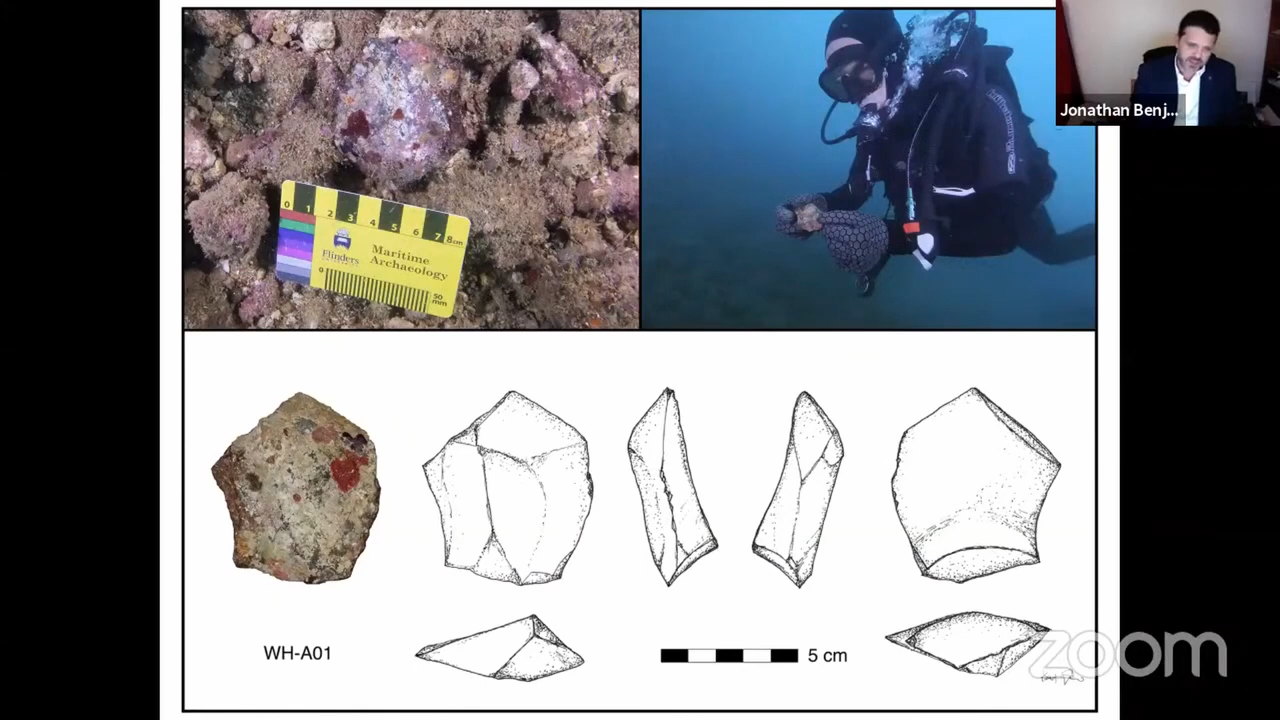 Jonathan Benj...
0 1 2 3 4 5 6 7 8cm
Flinders
Maritime
Archaeology
0
50
mm
WH-A01
5 cm
zoom